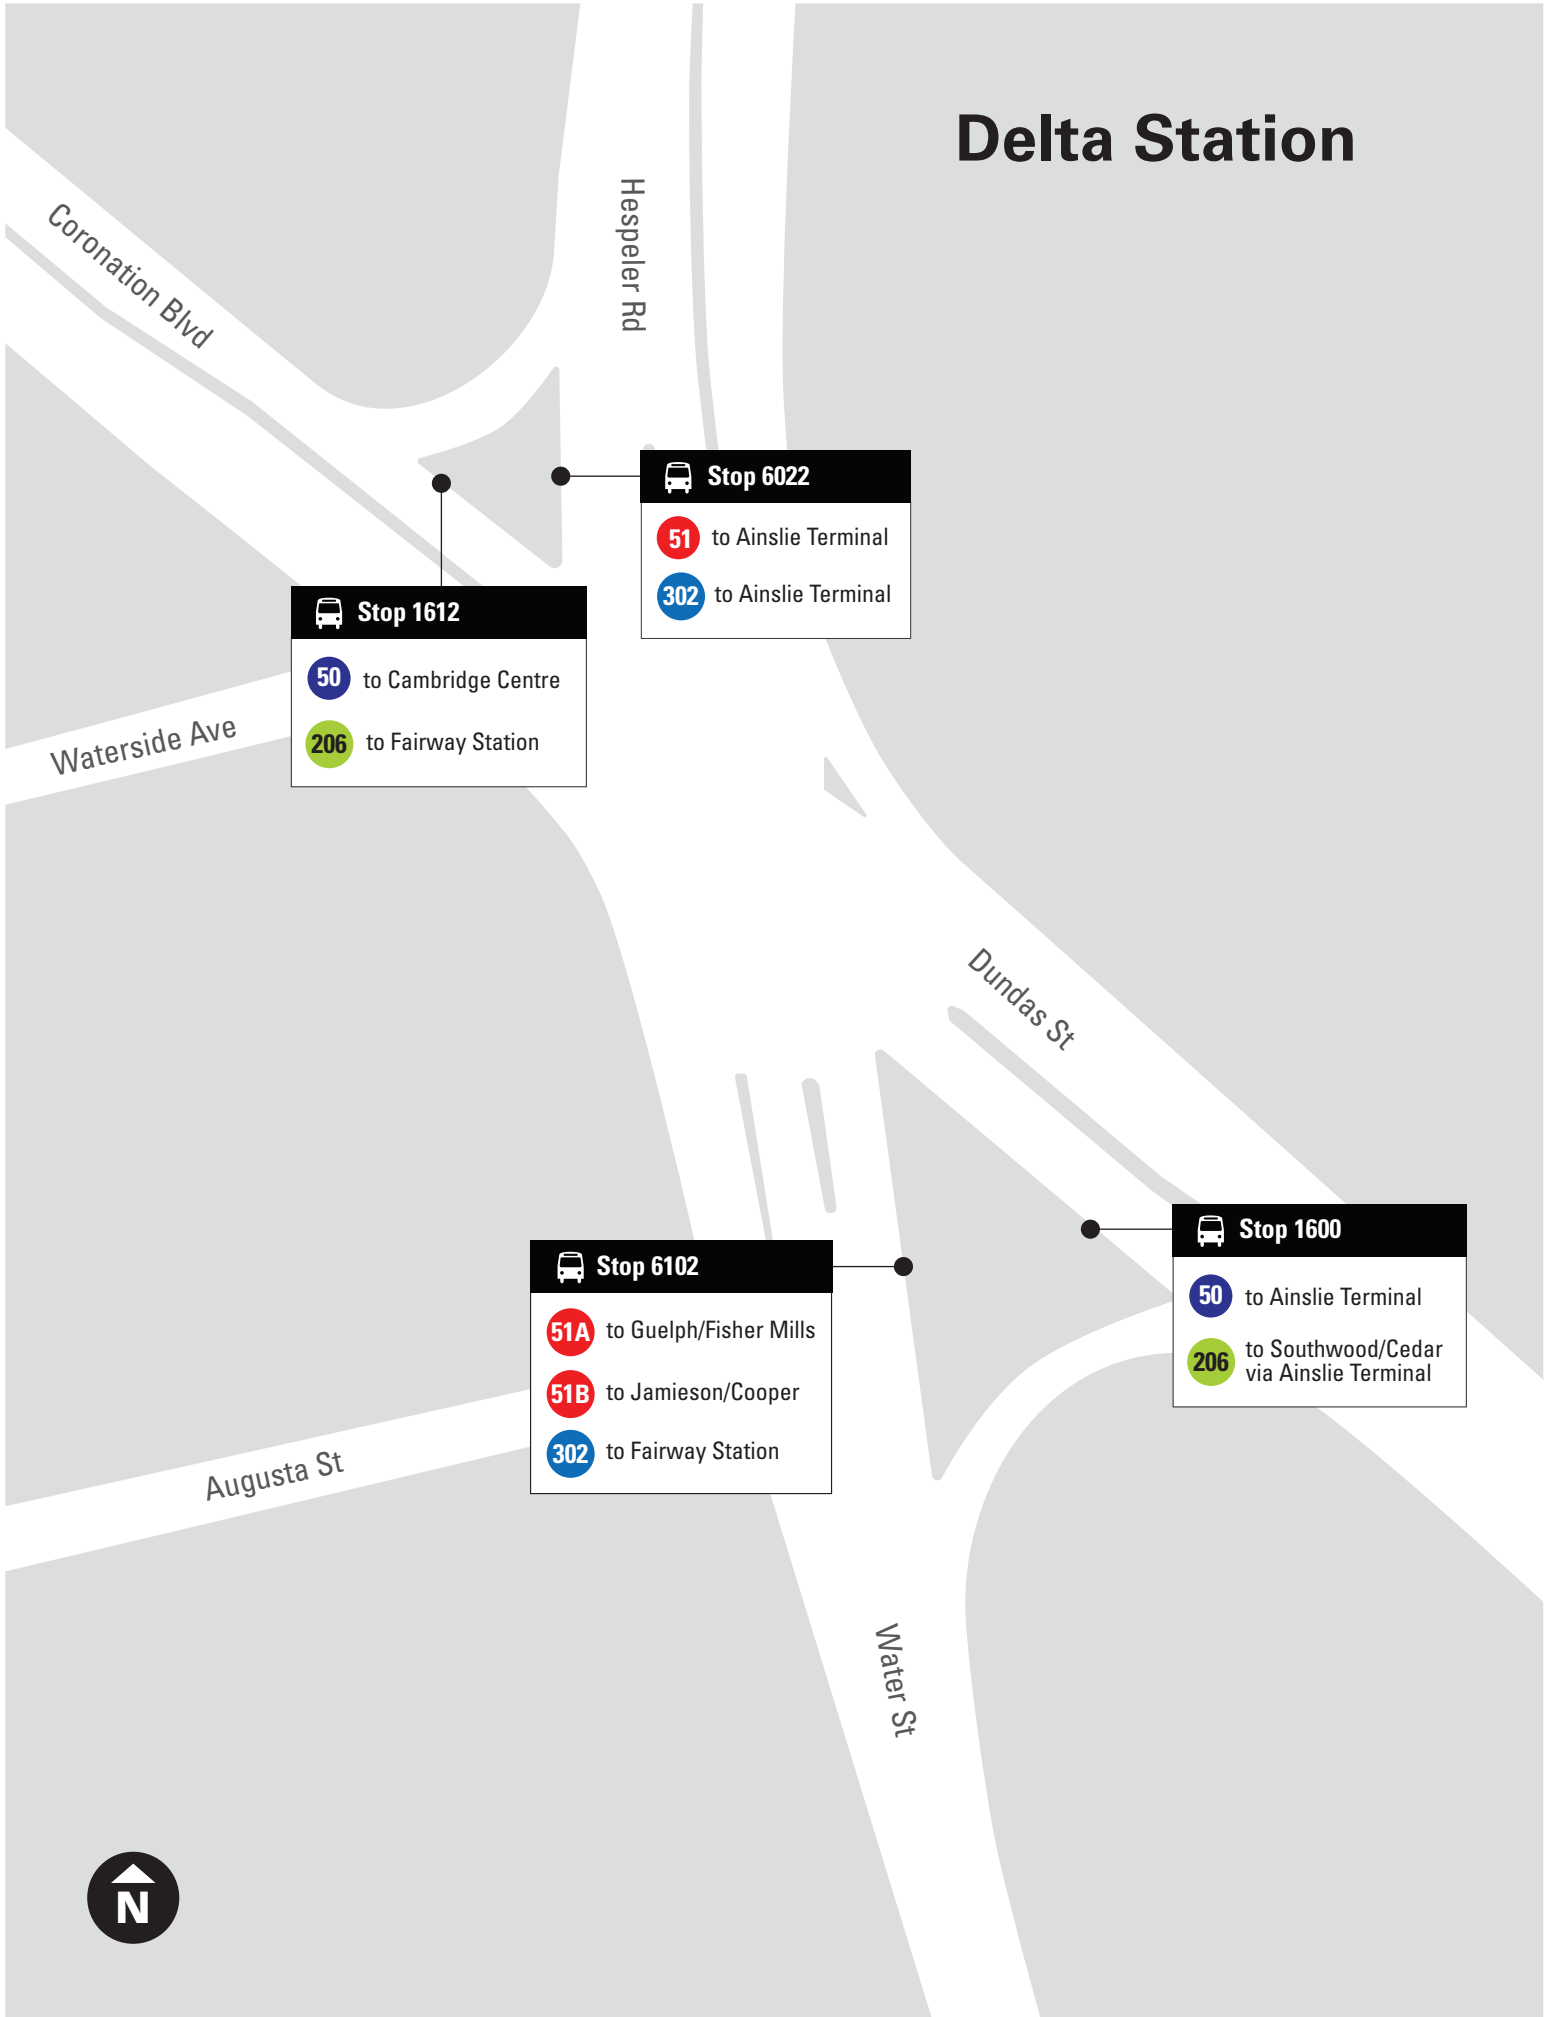 Delta Station
Coronation Blvd
Hespeler Rd
Stop 6022
51 to Ainslie Terminal
302 to Ainslie Terminal
Stop 1612
50 to Cambridge Centre
206 to Fairway Station
Waterside Ave
Dundas St
Stop 1600
50 to Ainslie Terminal
206 to Southwood/Cedar
via Ainslie Terminal
Stop 6102
51A to Guelph/Fisher Mills
51B to Jamieson/Cooper
302 to Fairway Station
Augusta St
Water St
N